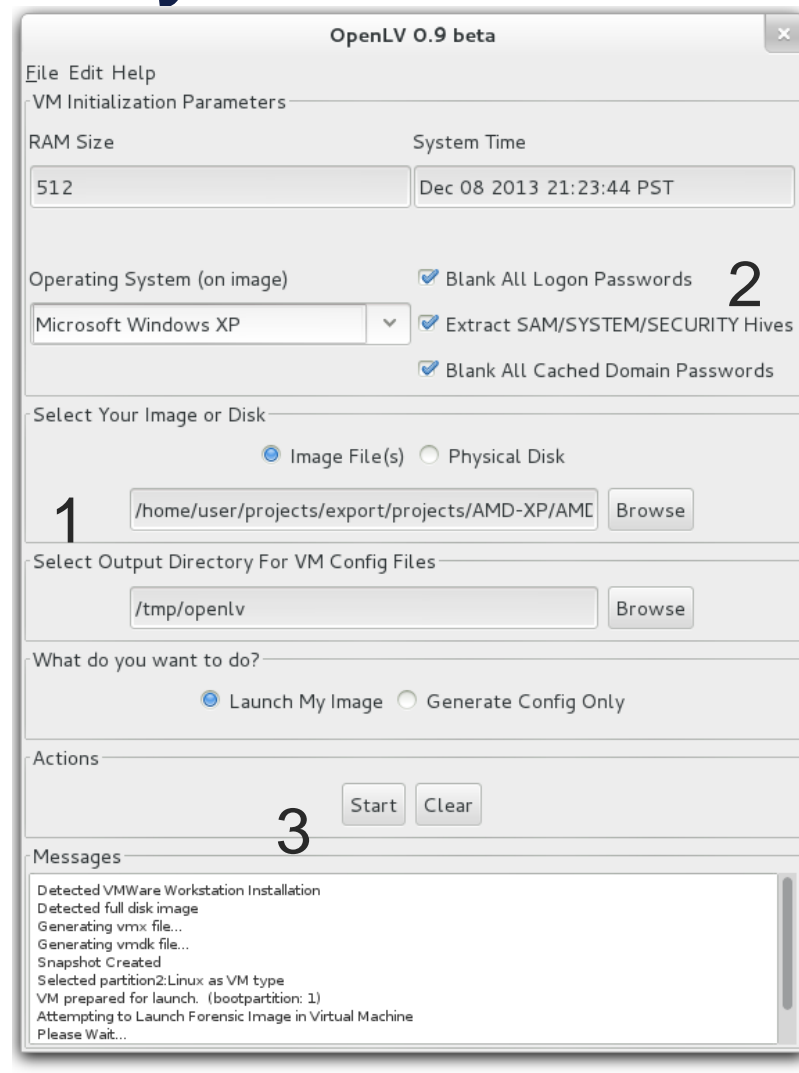 OpenLV 0.9 beta
File Edit Help
VM Initialization Parameters
RAM Size
System Time
512
Dec 08 2013 21:23:44 PST
Operating System (on image)
Blank All Logon Passwords
2
Microsoft Windows XP
Extract SAM/SYSTEM/SECURITY Hives
Blank All Cached Domain Passwords
Select Your Image or Disk
Image File(s) Physical Disk
1
/home/user/projects/export/projects/AMD-XP/AMD
Browse
Select Output Directory For VM Config Files
/tmp/openlv
Browse
What do you want to do?
Launch My Image Generate Config Only
Actions
Start Clear
3
Messages
Detected VMWare Workstation Installation
Detected full disk image
Generating vmx file...
Generating vmdk file...
Snapshot Created
Selected partition2:Linux as VM type
VM prepared for launch. (bootpartition: 1)
Attempting to Launch Forensic Image in Virtual Machine
Please Wait...